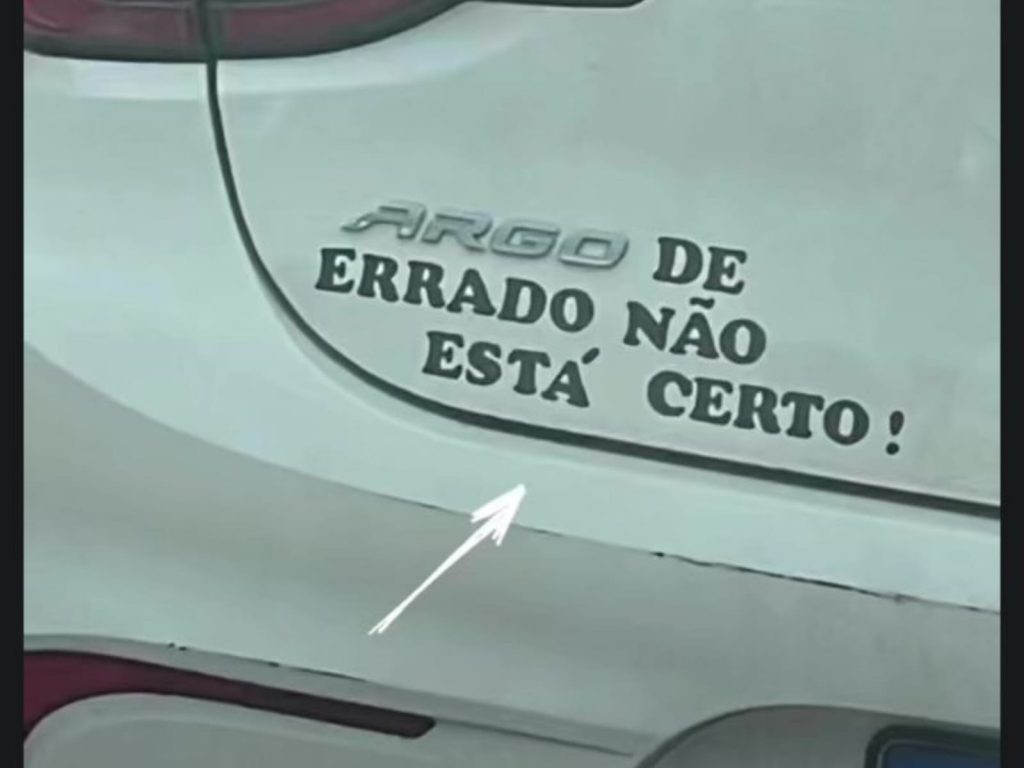 ARGO DE
ERRADO NÃO
ESTÁ CERTO!